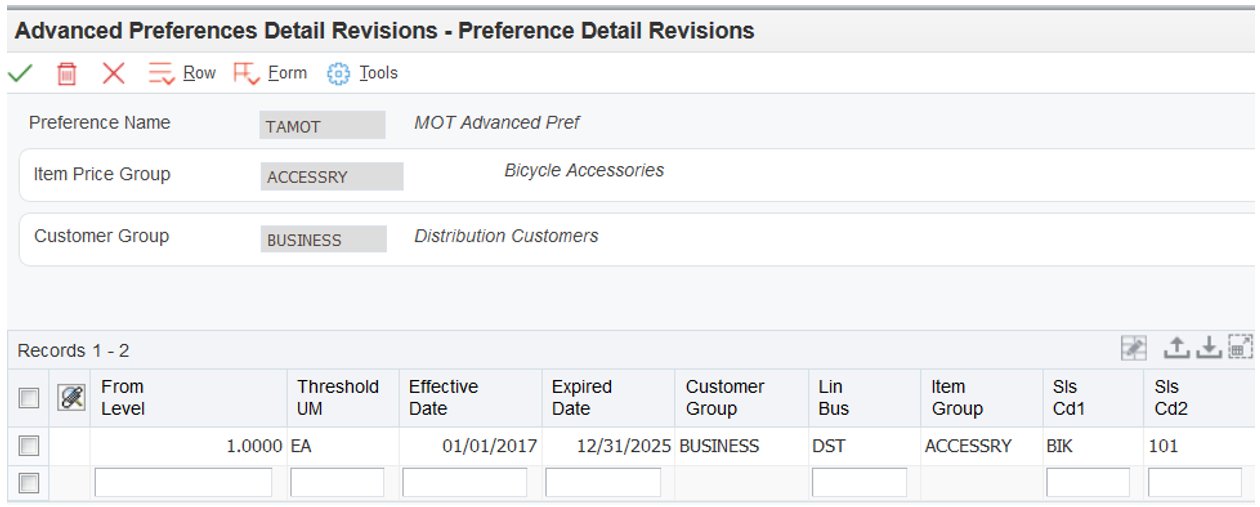 Advanced Preferences Detail Revisions - Preference Detail Revisions
Row Form Tools
Preference Name TAMOT MOT Advanced Pref
Item Price Group ACCESSRY Bicycle Accessories
Customer Group BUSINESS Distribution Customers
Records 1 - 2
From Level Threshold UM Effective Date Expired Date Customer Group Lin Bus Item Group Sls Cd1 Sls Cd2
1.0000 EA 01/01/2017 12/31/2025 BUSINESS DST ACCESSRY BIK 101